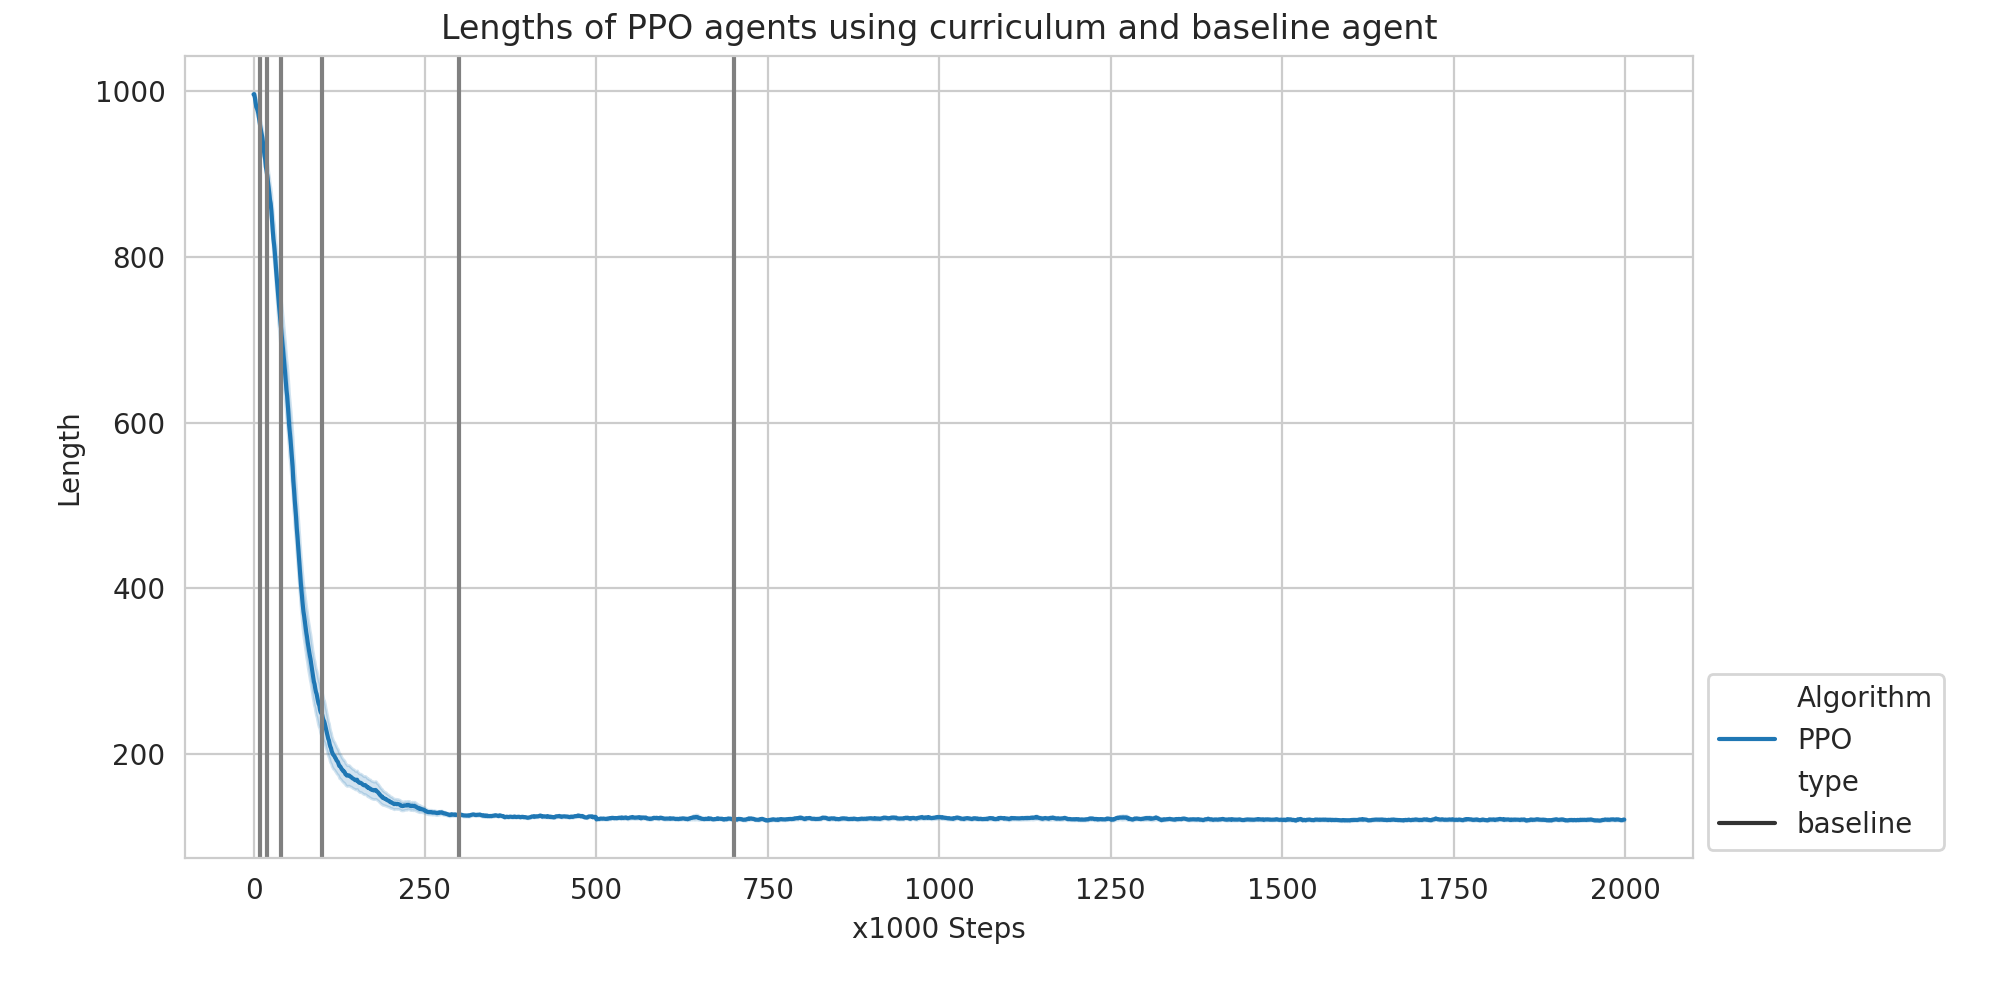 Lengths of PPO agents using curriculum and baseline agent
1000
800
600
400
200
Length
0 250 500 750 1000 1250 1500 1750 2000
x1000 Steps
Algorithm
PPO
type
baseline